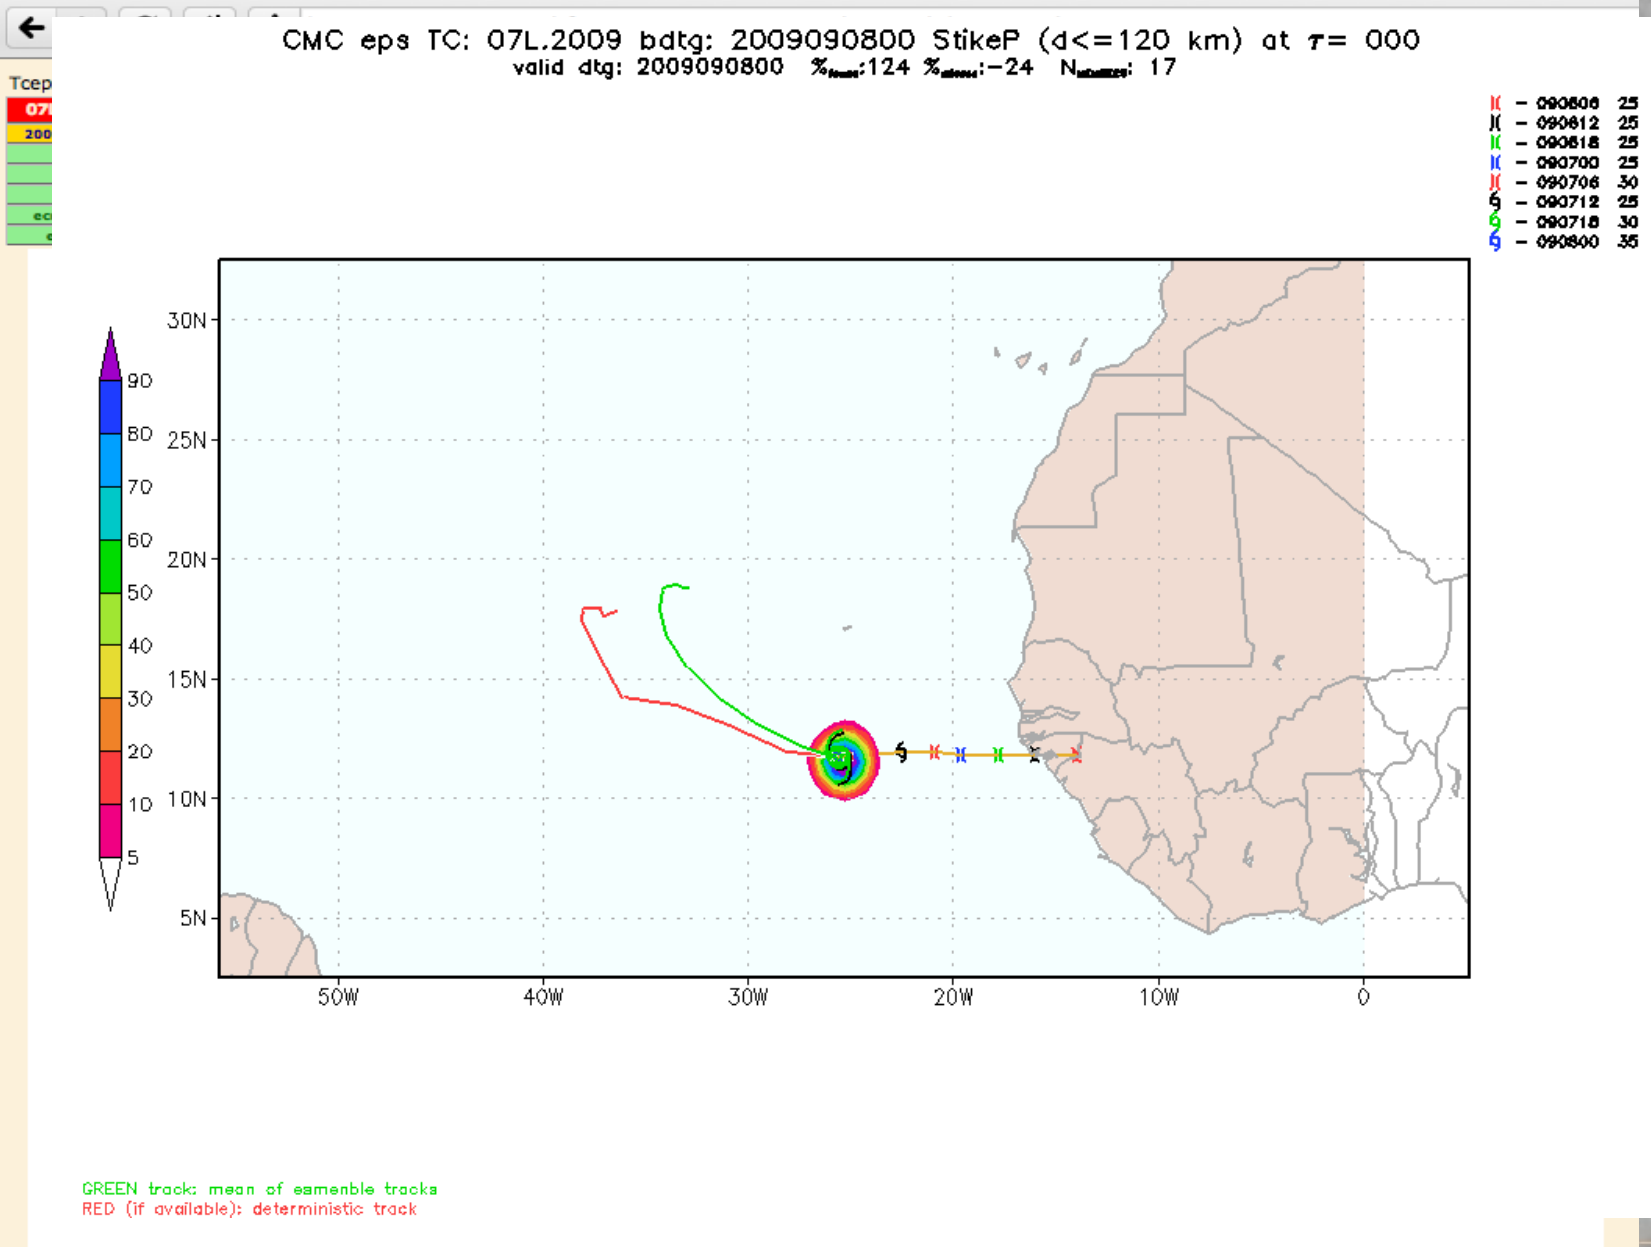 CMC eps TC: 07L.2009 bdtg: 2009090800 StikeP (d<=120 km) at τ= 000
valid dtg: 2009090800 %:124 %:-24 N: 17
Tcep
07
200
ec
- 090606 25
- 090612 25
- 090618 25
- 090700 25
- 090706 30
- 090712 25
- 090718 30
- 090800 35
30N
25N
20N
15N
10N
5N
90
80
70
60
50
40
30
20
10
5
50W
40W
30W
20W
10W
0
GREEN track: mean of esmenble tracks
RED (if available): deterministic track